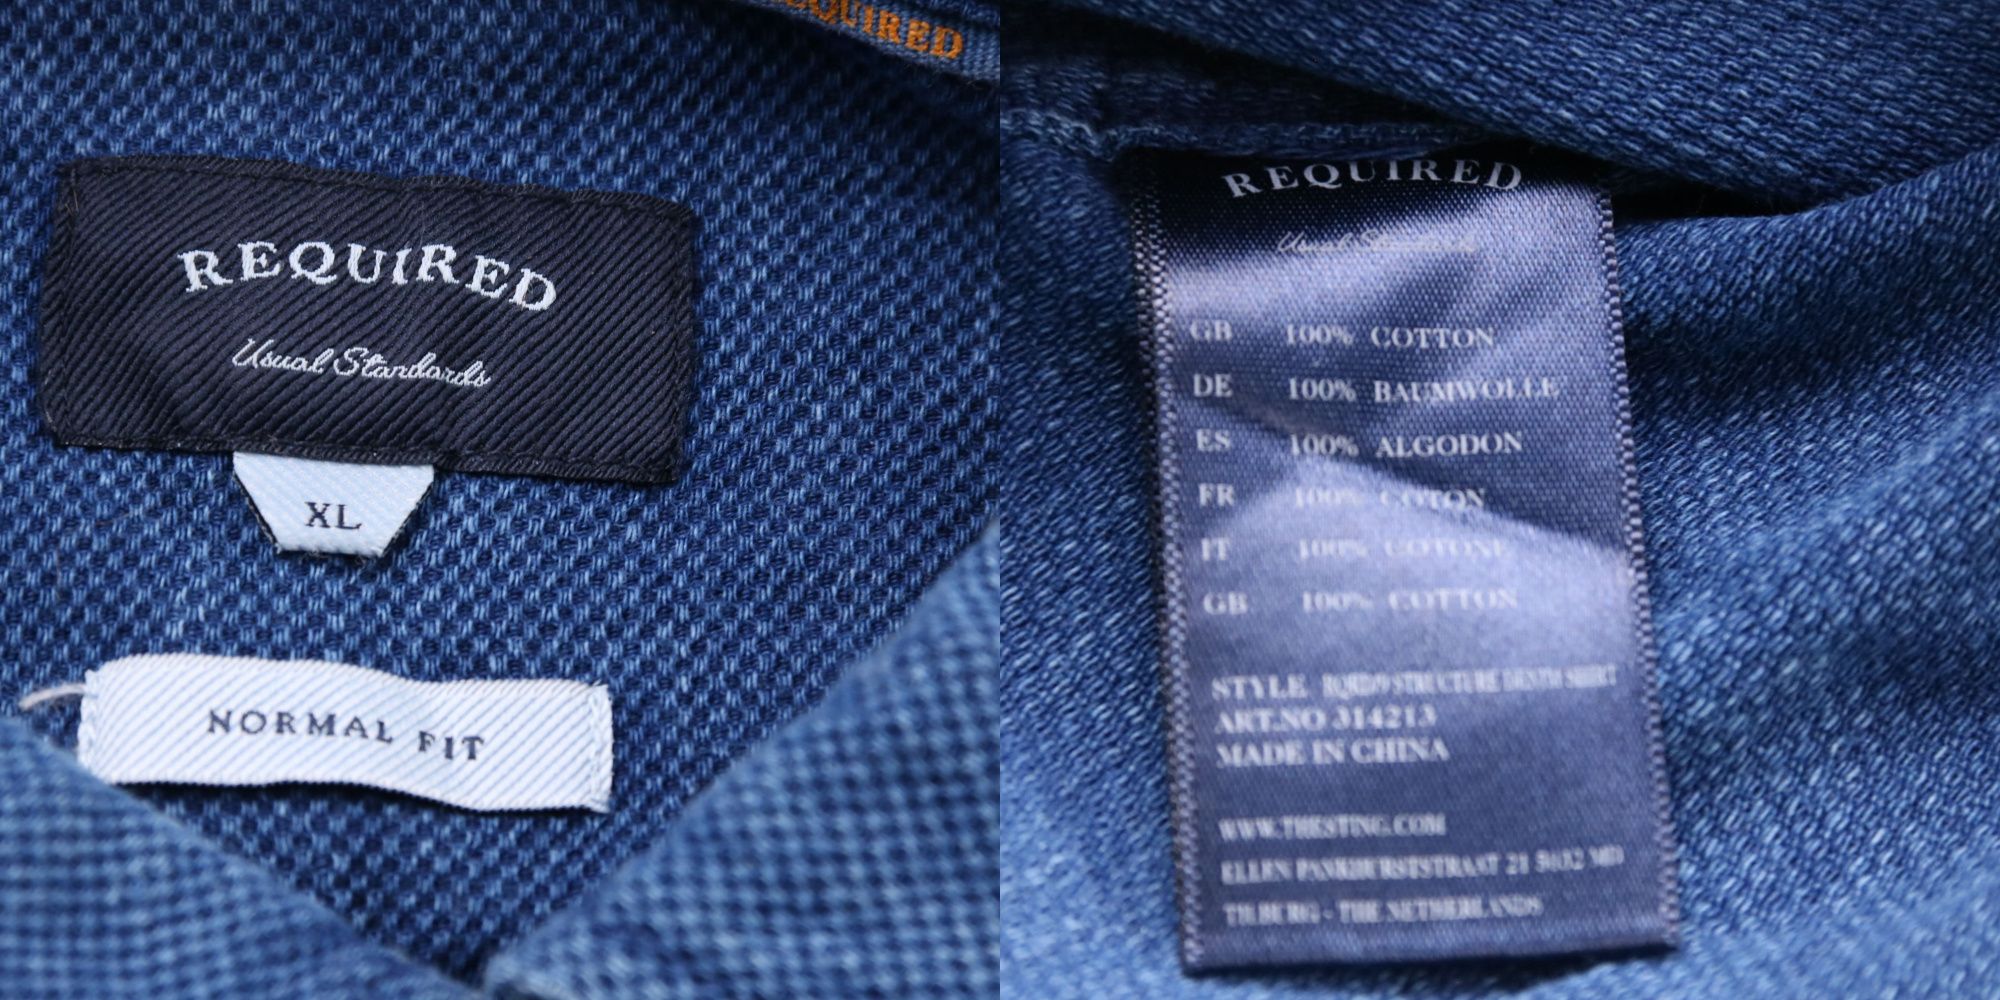 REQUIRED
REQUIRED
Usual Standards
XL
NORMAL FIT
REQUIRED
Usual Standards
GB 100% COTTON
DE 100% BAUMWOLLE
ES 100% ALGODON
FR 100% COTON
IT 100% COTONE
GB 100% COTTON
STYLE STRUCTURE DENIM SHIRT
ART.NO 314213
MADE IN CHINA
WWW.THESTING.COM
ELLEN PANKHURSTSTRAAT 21 5032 MD
TILBURG - THE NETHERLANDS